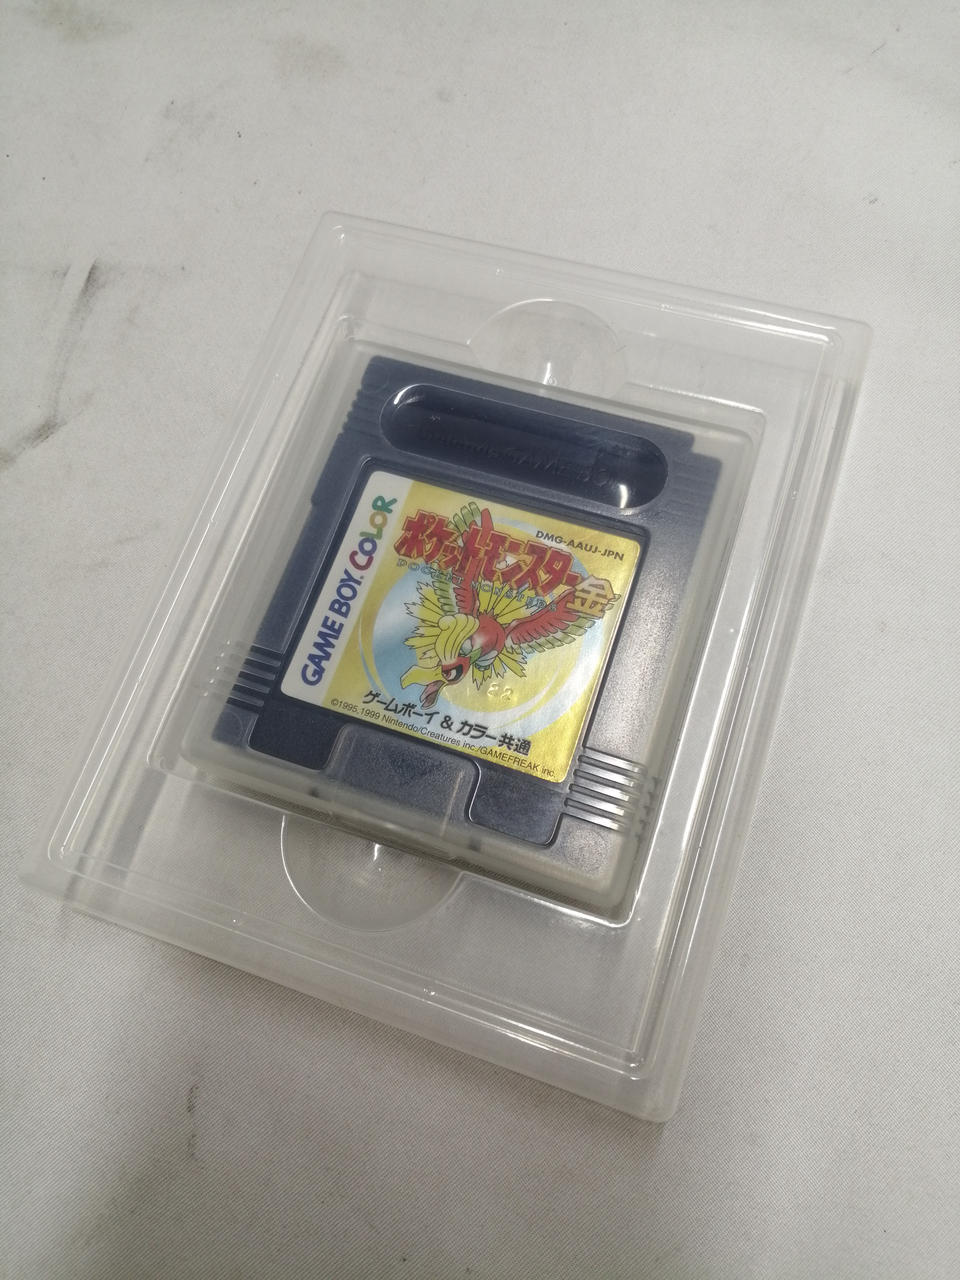 GAME BOY COLOR
DMG-AAUJ-JPN
ポケットモンスター金
POCKET MONSTERS
22
ゲームボーイ & カラー共通
©1995,1999 Nintendo/Creatures inc./GAMEFREAK inc.